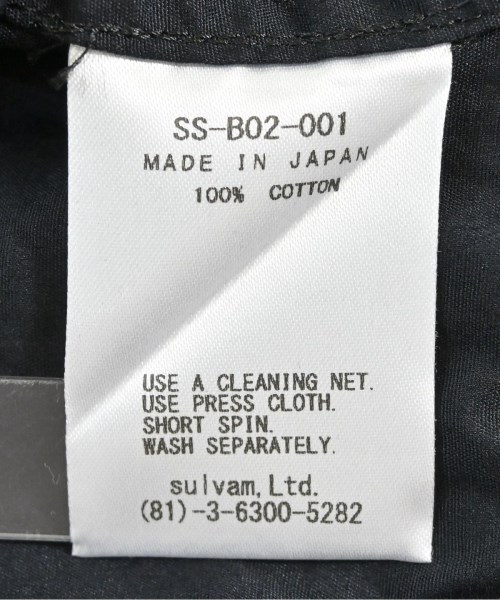 SS-B02-001
MADE IN JAPAN
100% COTTON
USE A CLEANING NET.
USE PRESS CLOTH.
SHORT SPIN.
WASH SEPARATELY.
sulvam,Ltd.
(81)-3-6300-5282